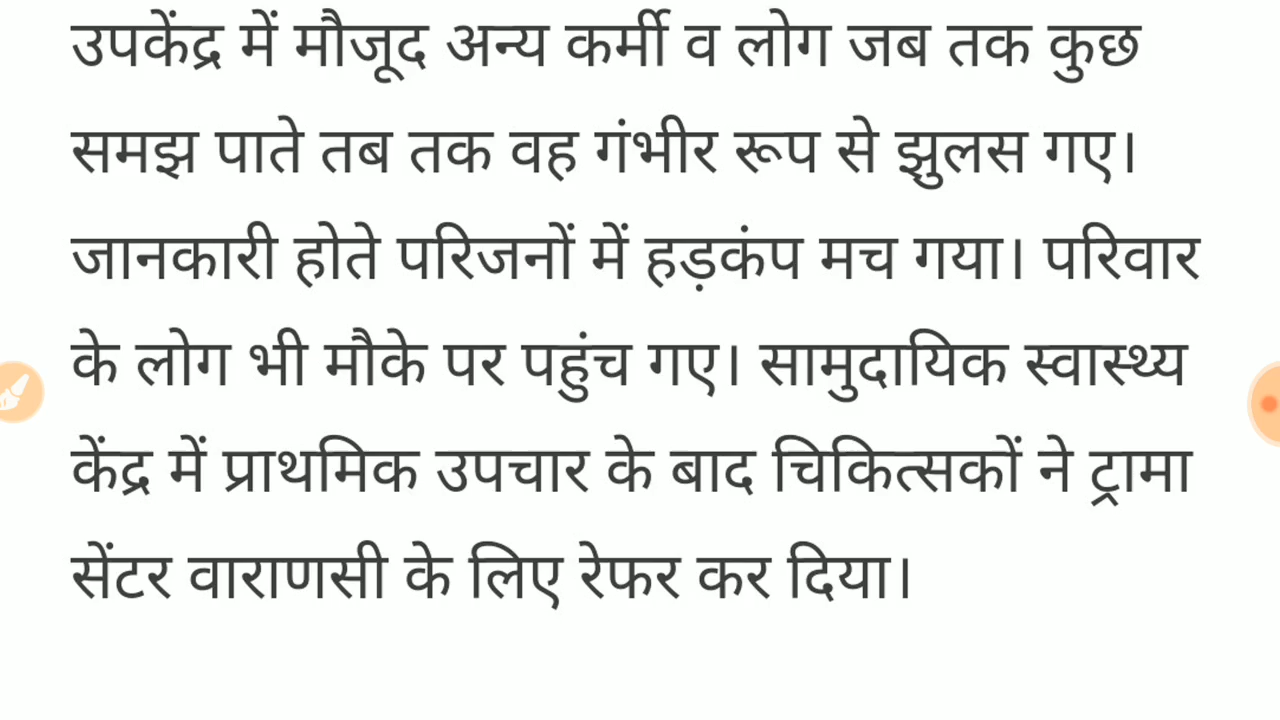 उपकेंद्र में मौजूद अन्य कर्मी व लोग जब तक कुछ
समझ पाते तब तक वह गंभीर रूप से झुलस गए।
जानकारी होते परिजनों में हड़कंप मच गया। परिवार
के लोग भी मौके पर पहुंच गए। सामुदायिक स्वास्थ्य
केंद्र में प्राथमिक उपचार के बाद चिकित्सकों ने ट्रामा
सेंटर वाराणसी के लिए रेफर कर दिया।